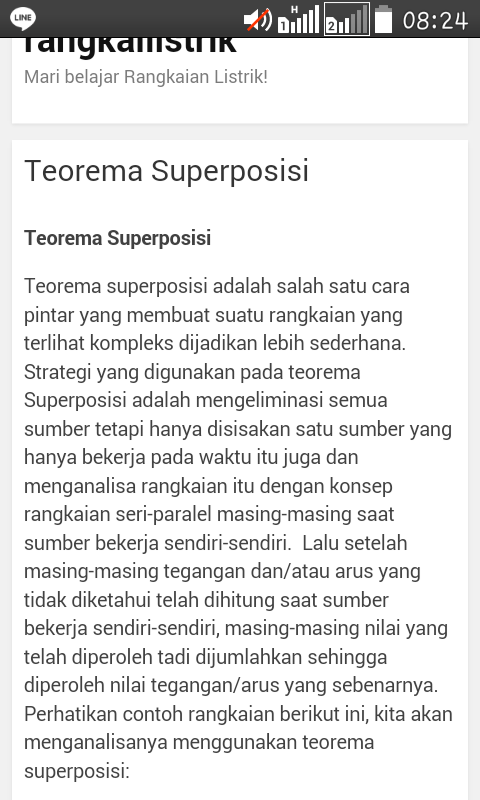 LINE
H
1
2
08:24
rangkailistrik
Mari belajar Rangkaian Listrik!
Teorema Superposisi
Teorema Superposisi
Teorema superposisi adalah salah satu cara
pintar yang membuat suatu rangkaian yang
terlihat kompleks dijadikan lebih sederhana.
Strategi yang digunakan pada teorema
Superposisi adalah mengeliminasi semua
sumber tetapi hanya disisakan satu sumber yang
hanya bekerja pada waktu itu juga dan
menganalisa rangkaian itu dengan konsep
rangkaian seri-paralel masing-masing saat
sumber bekerja sendiri-sendiri.  Lalu setelah
masing-masing tegangan dan/atau arus yang
tidak diketahui telah dihitung saat sumber
bekerja sendiri-sendiri, masing-masing nilai yang
telah diperoleh tadi dijumlahkan sehingga
diperoleh nilai tegangan/arus yang sebenarnya.
Perhatikan contoh rangkaian berikut ini, kita akan
menganalisanya menggunakan teorema
superposisi: